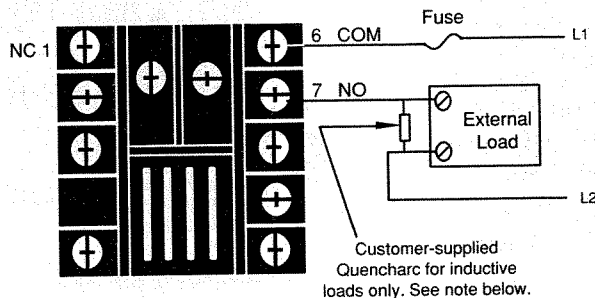 Fuse
NC 1
6 COM
L1
7 NO
External
Load
L2
Customer-supplied
Quencharc for inductive
loads only. See note below.